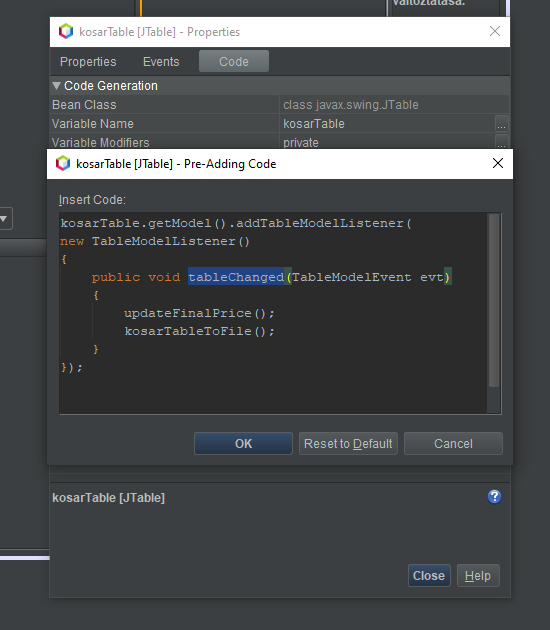 változtatása.
kosarTable [JTable] - Properties
Properties Events Code
Code Generation
Bean Class class javax.swing.JTable
Variable Name kosarTable ...
Variable Modifiers private ...
kosarTable [JTable] - Pre-Adding Code
Insert Code:
kosarTable.getModel().addTableModelListener(
new TableModelListener()
{
public void tableChanged(TableModelEvent evt)
{
updateFinalPrice();
kosarTableToFile();
}
});
OK Reset to Default Cancel
kosarTable [JTable] ?
Close Help